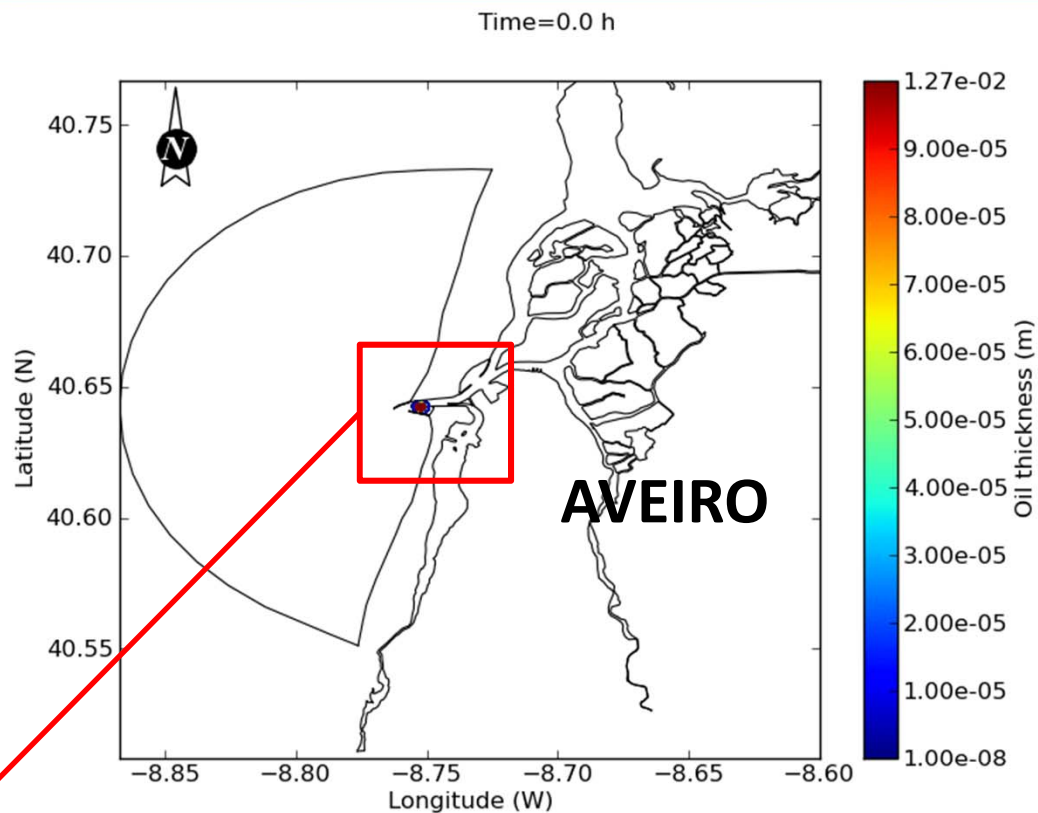 Time=0.0 h
N
40.75
40.70
40.65
40.60
40.55
Latitude (N)
−8.85
−8.80
−8.75
−8.70
−8.65
−8.60
Longitude (W)
AVEIRO
1.27e-02
9.00e-05
8.00e-05
7.00e-05
6.00e-05
5.00e-05
4.00e-05
3.00e-05
2.00e-05
1.00e-05
1.00e-08
Oil thickness (m)